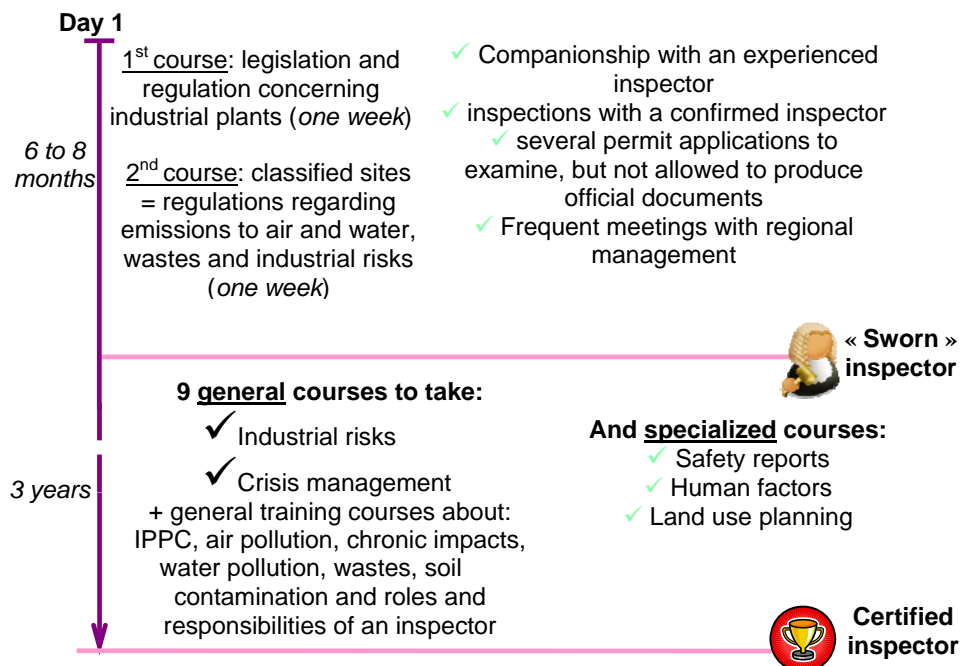 Day 1
1st course: legislation and
regulation concerning
industrial plants (one week)
6 to 8
months
2nd course: classified sites
= regulations regarding
emissions to air and water,
wastes and industrial risks
(one week)
✓ Companionship with an experienced
inspector
✓ inspections with a confirmed inspector
✓ several permit applications to
examine, but not allowed to produce
official documents
✓ Frequent meetings with regional
management
« Sworn »
inspector
9 general courses to take:
✓ Industrial risks
✓ Crisis management
+ general training courses about:
IPPC, air pollution, chronic impacts,
water pollution, wastes, soil
contamination and roles and
responsibilities of an inspector
3 years
And specialized courses:
✓ Safety reports
✓ Human factors
✓ Land use planning
Certified
inspector